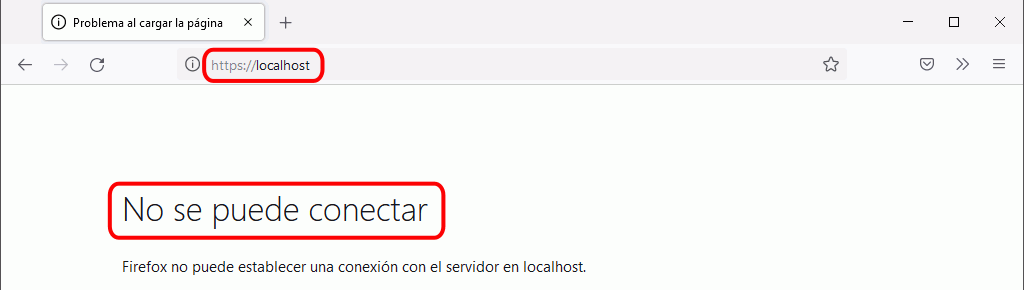 Problema al cargar la página
https://localhost
No se puede conectar
Firefox no puede establecer una conexión con el servidor en localhost.